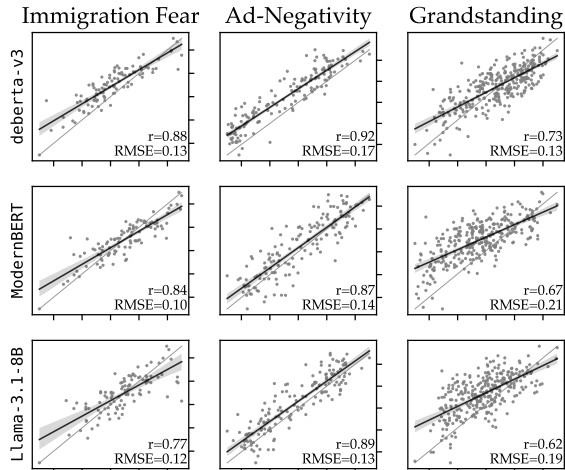 Immigration Fear
Ad-Negativity
Grandstanding
deberta-v3
r=0.88
RMSE=0.13
r=0.92
RMSE=0.17
r=0.73
RMSE=0.13
ModernBERT
r=0.84
RMSE=0.10
r=0.87
RMSE=0.14
r=0.67
RMSE=0.21
Llama-3.1-8B
r=0.77
RMSE=0.12
r=0.89
RMSE=0.13
r=0.62
RMSE=0.19